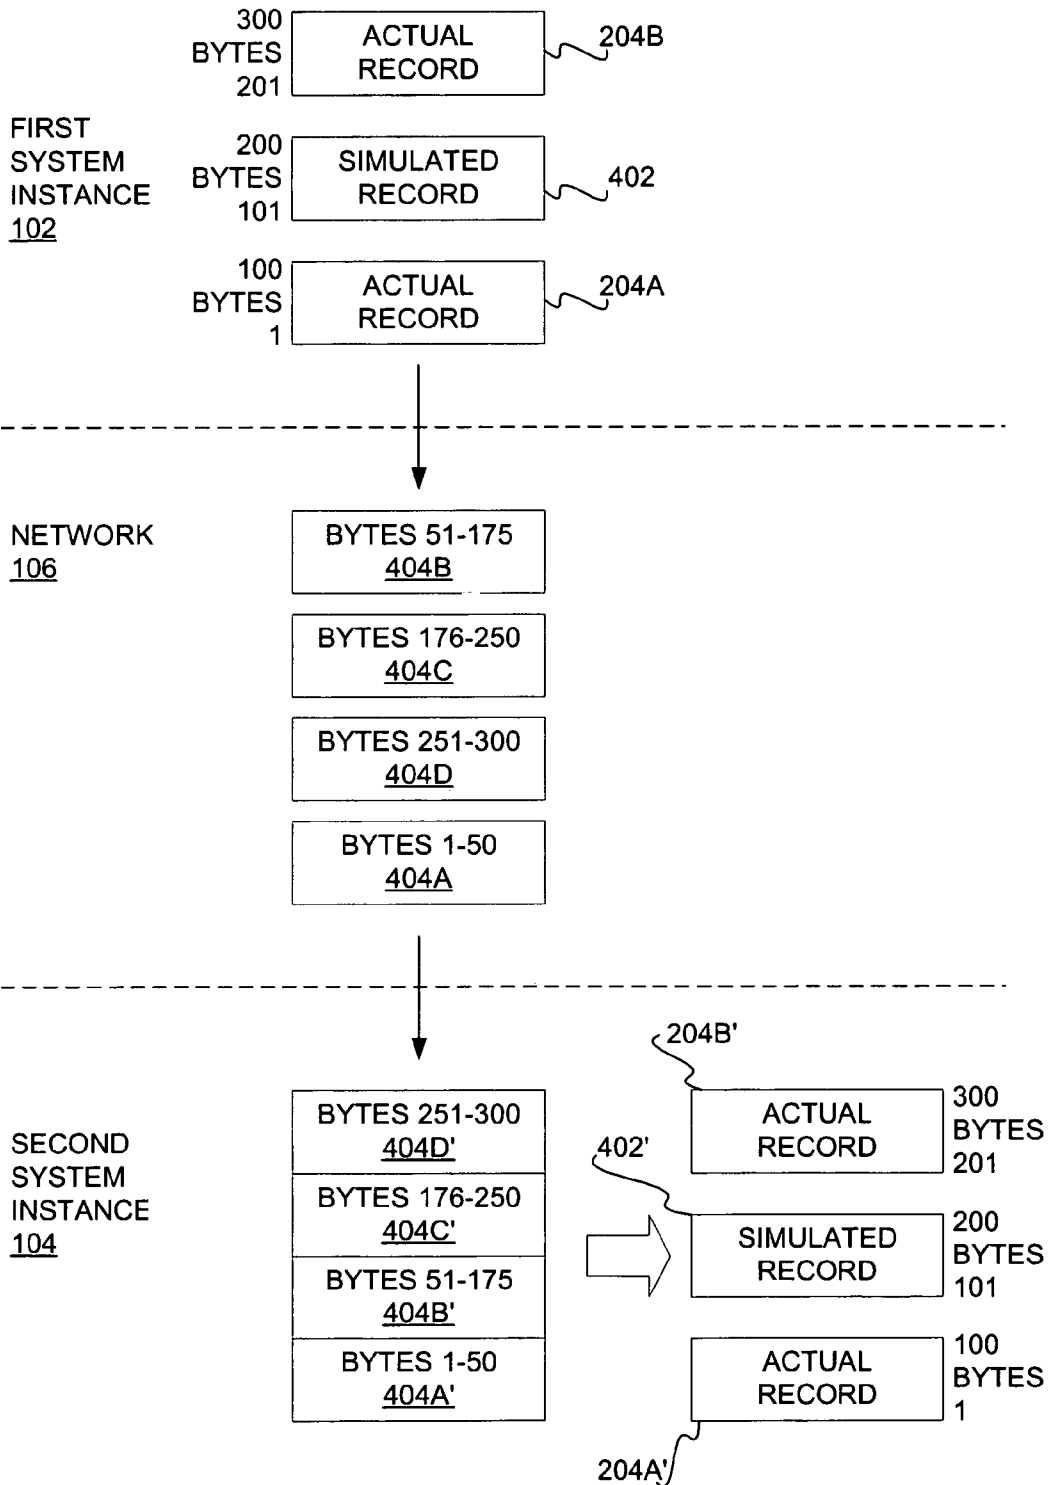 300
BYTES
201
ACTUAL
RECORD
204B
FIRST
SYSTEM
INSTANCE
102
200
BYTES
101
SIMULATED
RECORD
402
100
BYTES
1
ACTUAL
RECORD
204A
NETWORK
106
BYTES 51-175
404B
BYTES 176-250
404C
BYTES 251-300
404D
BYTES 1-50
404A
SECOND
SYSTEM
INSTANCE
104
BYTES 251-300
404D'
BYTES 176-250
404C'
BYTES 51-175
404B'
BYTES 1-50
404A'
204B'
ACTUAL
RECORD
300
BYTES
201
402'
SIMULATED
RECORD
200
BYTES
101
ACTUAL
RECORD
100
BYTES
1
204A'